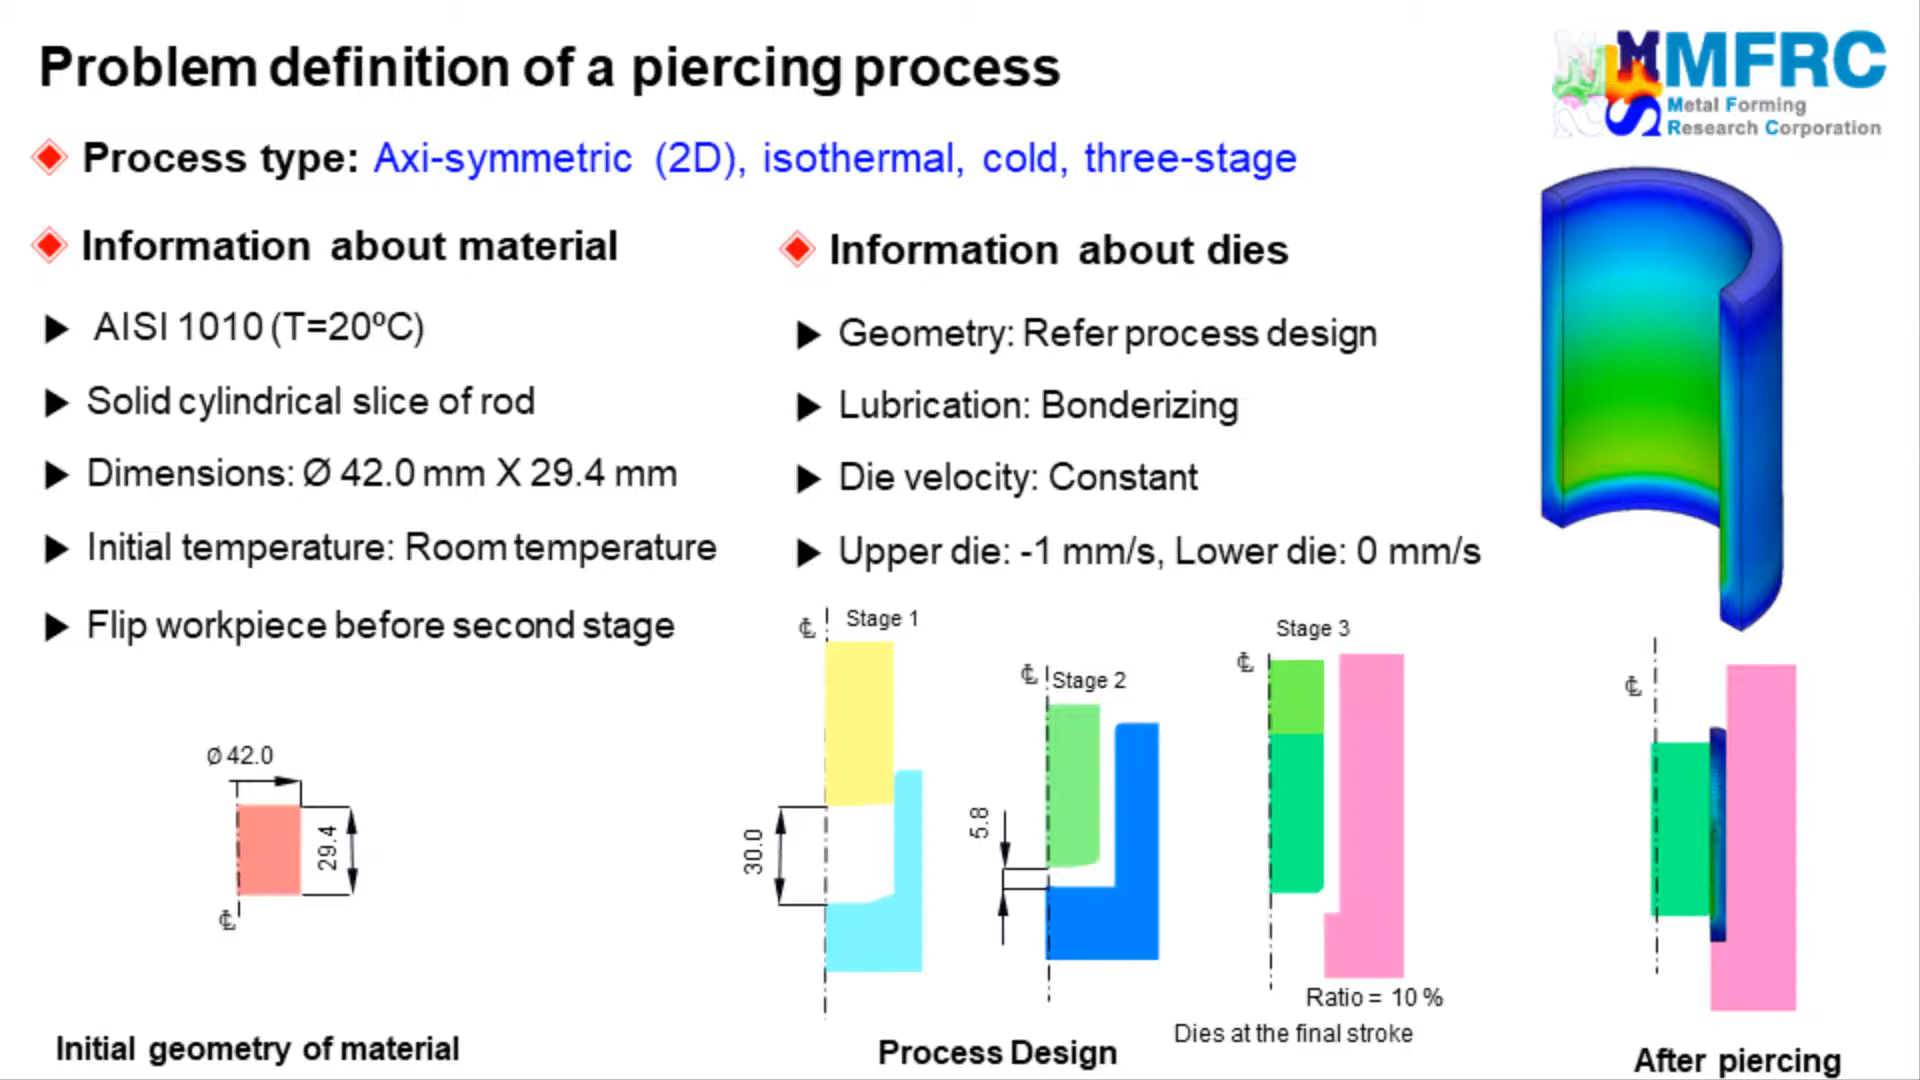 Problem definition of a piercing process
MFRC
Metal Forming
Research Corporation
Process type: Axi-symmetric (2D), isothermal, cold, three-stage
Information about material
AISI 1010 (T=20ºC)
Solid cylindrical slice of rod
Dimensions: Ø 42.0 mm X 29.4 mm
Initial temperature: Room temperature
Flip workpiece before second stage
Information about dies
Geometry: Refer process design
Lubrication: Bonderizing
Die velocity: Constant
Upper die: -1 mm/s, Lower die: 0 mm/s
Ø 42.0
29.4
℄
Initial geometry of material
℄
Stage 1
30.0
℄
Stage 2
5.8
Stage 3
℄
Ratio = 10 %
Dies at the final stroke
Process Design
℄
After piercing